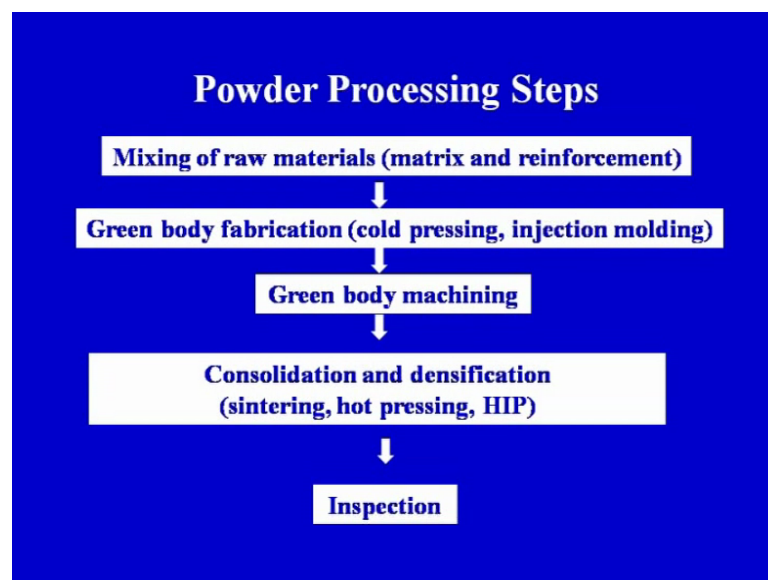 Powder Processing Steps
Mixing of raw materials (matrix and reinforcement)
Green body fabrication (cold pressing, injection molding)
Green body machining
Consolidation and densification
(sintering, hot pressing, HIP)
Inspection